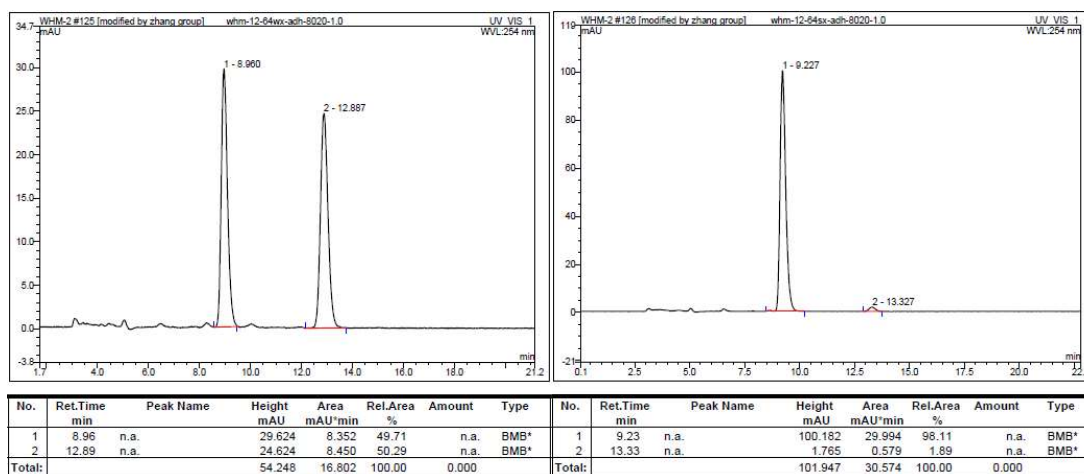 WHM-2 #125 [modified by zhang group] whm-12-64wx-adh-8020-1.0 UV_VIS_1
mAU WVL:254 nm
34.7
30.0
25.0
20.0
15.0
10.0
5.0
0.0
-3.8
1 - 8.960
2 - 12.887
min
1.7 4.0 6.0 8.0 10.0 12.0 14.0 16.0 18.0 21.2
WHM-2 #126 [modified by zhang group] whm-12-64sx-adh-8020-1.0 UV_VIS_1
mAU WVL:254 nm
119
100
80
60
40
20
0
-21
1 - 9.227
2 - 13.327
min
0.1 2.5 5.0 7.5 10.0 12.5 15.0 17.5 22.
No. Ret.Time Peak Name Height Area Rel.Area Amount Type
min mAU mAU*min %
1 8.96 n.a. 29.624 8.352 49.71 n.a. BMB*
2 12.89 n.a. 24.624 8.450 50.29 n.a. BMB*
Total: 54.248 16.802 100.00 0.000
No. Ret.Time Peak Name Height Area Rel.Area Amount Type
min mAU mAU*min %
1 9.23 n.a. 100.182 29.994 98.11 n.a. BMB*
2 13.33 n.a. 1.765 0.579 1.89 n.a. BMB*
Total: 101.947 30.574 100.00 0.000